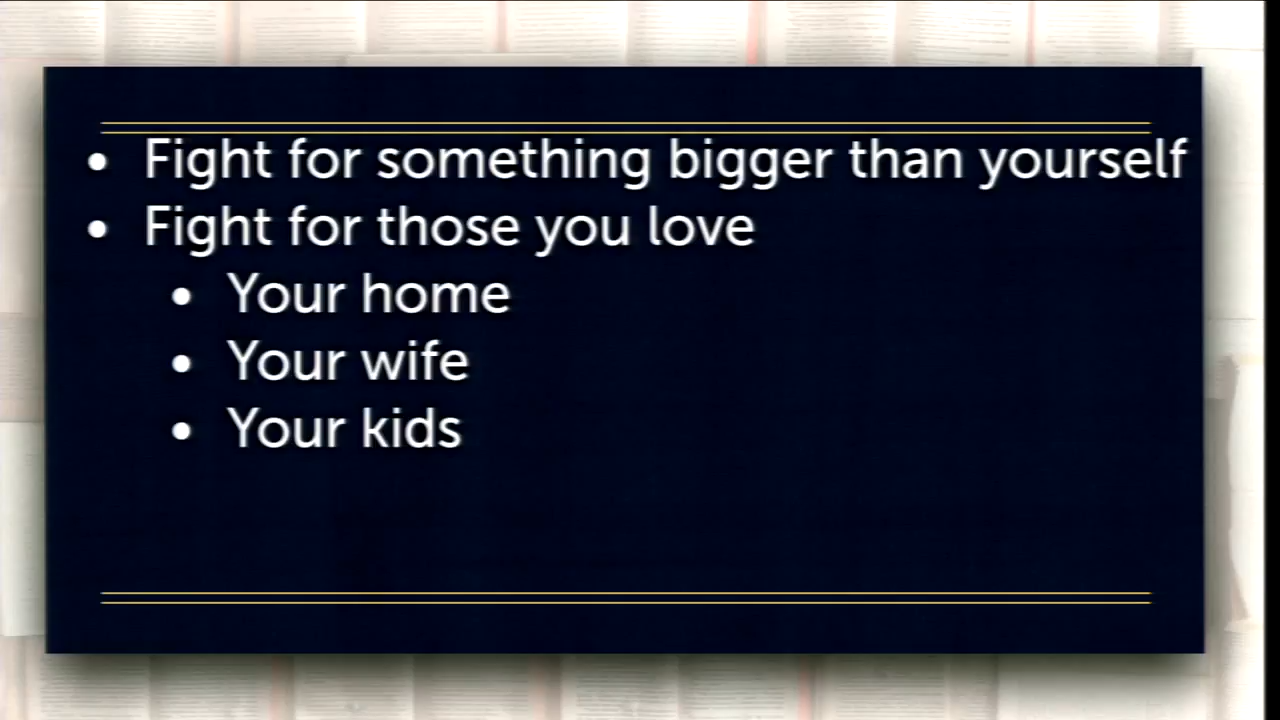 • Fight for something bigger than yourself
• Fight for those you love
• Your home
• Your wife
• Your kids